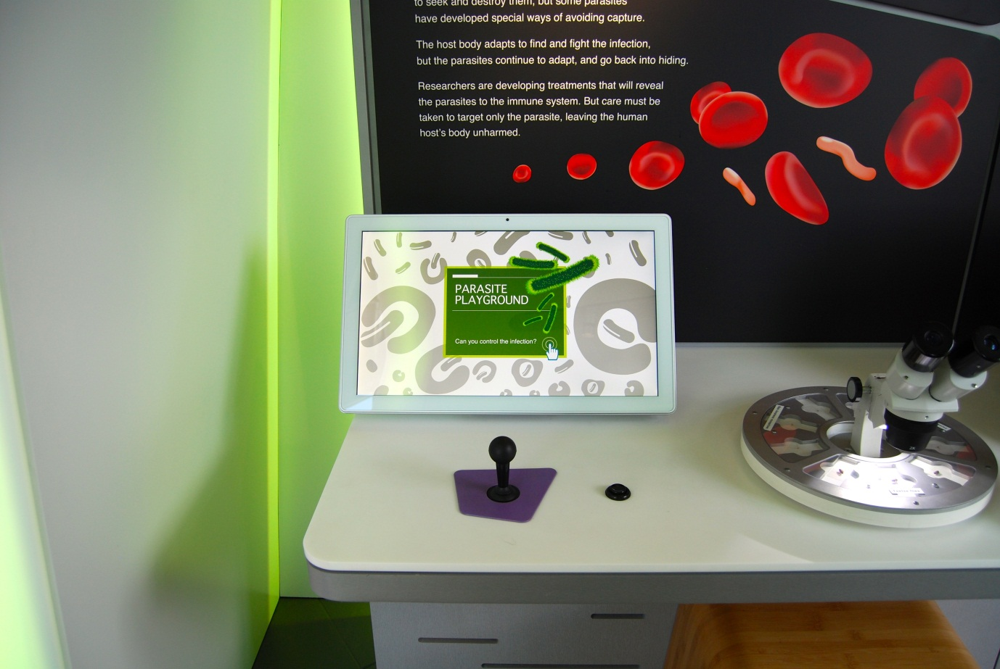 to seek and destroy them, but some parasites
have developed special ways of avoiding capture.
The host body adapts to find and fight the infection,
but the parasites continue to adapt, and go back into hiding.
Researchers are developing treatments that will reveal
the parasites to the immune system. But care must be
taken to target only the parasite, leaving the human
host's body unharmed.
PARASITE
PLAYGROUND
Can you control the infection?